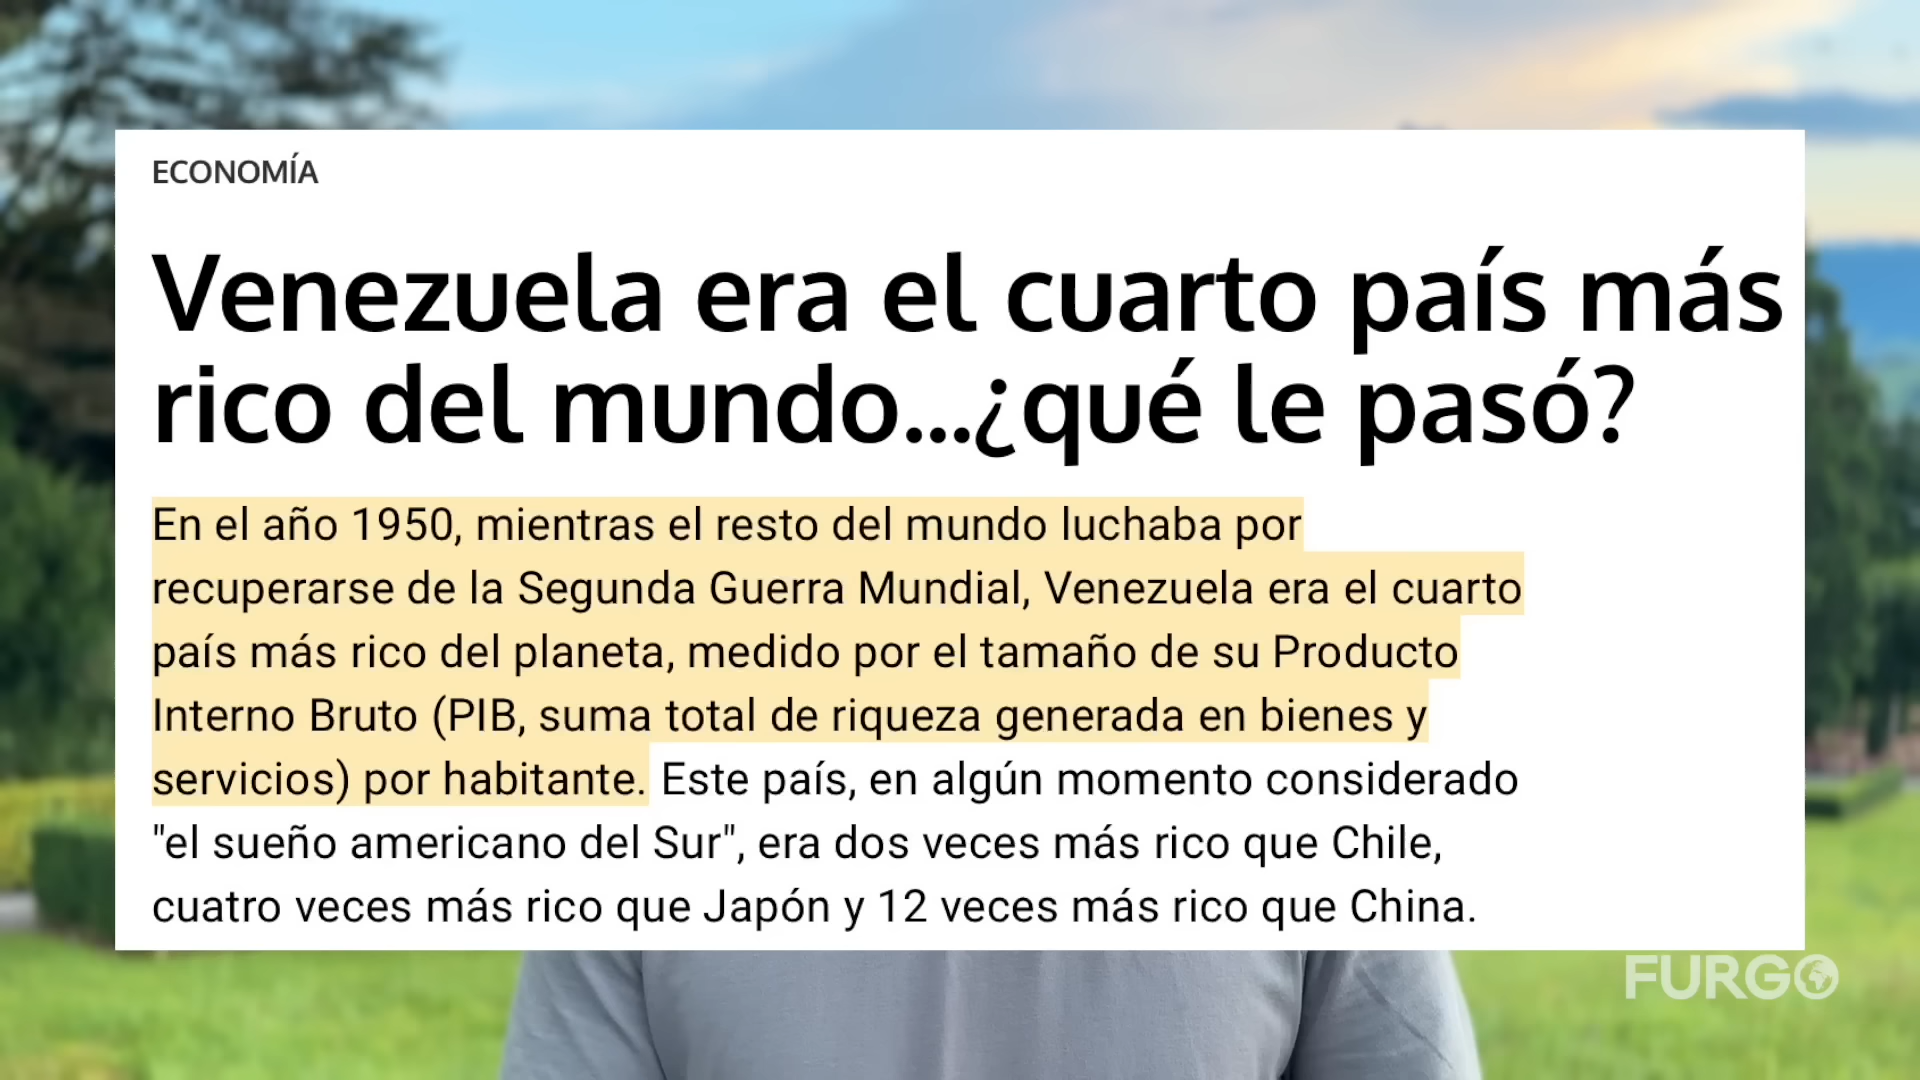 ECONOMÍA
Venezuela era el cuarto país más
rico del mundo...¿qué le pasó?
En el año 1950, mientras el resto del mundo luchaba por
recuperarse de la Segunda Guerra Mundial, Venezuela era el cuarto
país más rico del planeta, medido por el tamaño de su Producto
Interno Bruto (PIB, suma total de riqueza generada en bienes y
servicios) por habitante. Este país, en algún momento considerado
"el sueño americano del Sur", era dos veces más rico que Chile,
cuatro veces más rico que Japón y 12 veces más rico que China.
FURGO